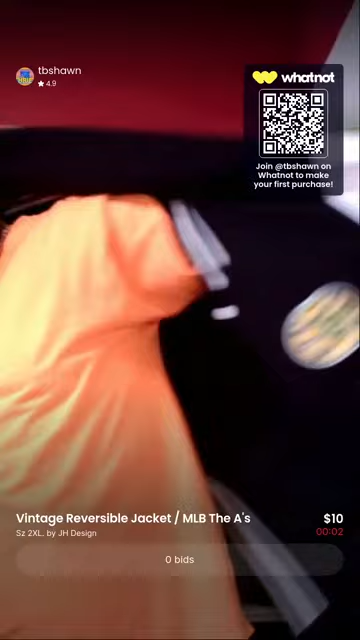 tbshawn
4.9
whatnot
Join @tbshawn on
Whatnot to make
your first purchase!
Vintage Reversible Jacket / MLB The A's
$10
Sz 2XL. by JH Design
00:02
0 bids